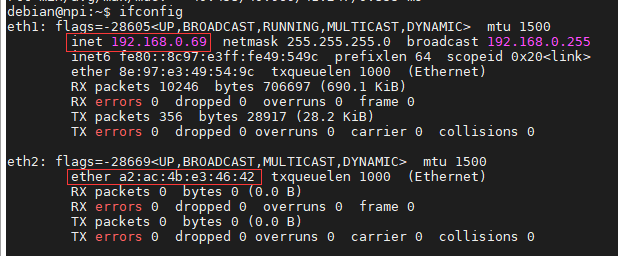 debian@npi:~$ ifconfig
eth1: flags=-28605<UP,BROADCAST,RUNNING,MULTICAST,DYNAMIC>  mtu 1500
inet 192.168.0.69  netmask 255.255.255.0  broadcast 192.168.0.255
inet6 fe80::8c97:e3ff:fe49:549c  prefixlen 64  scopeid 0x20<link>
ether 8e:97:e3:49:54:9c  txqueuelen 1000  (Ethernet)
RX packets 10246  bytes 706697 (690.1 KiB)
RX errors 0  dropped 0  overruns 0  frame 0
TX packets 356  bytes 28917 (28.2 KiB)
TX errors 0  dropped 0 overruns 0  carrier 0  collisions 0
eth2: flags=-28669<UP,BROADCAST,MULTICAST,DYNAMIC>  mtu 1500
ether a2:ac:4b:e3:46:42  txqueuelen 1000  (Ethernet)
RX packets 0  bytes 0 (0.0 B)
RX errors 0  dropped 0  overruns 0  frame 0
TX packets 0  bytes 0 (0.0 B)
TX errors 0  dropped 0 overruns 0  carrier 0  collisions 0